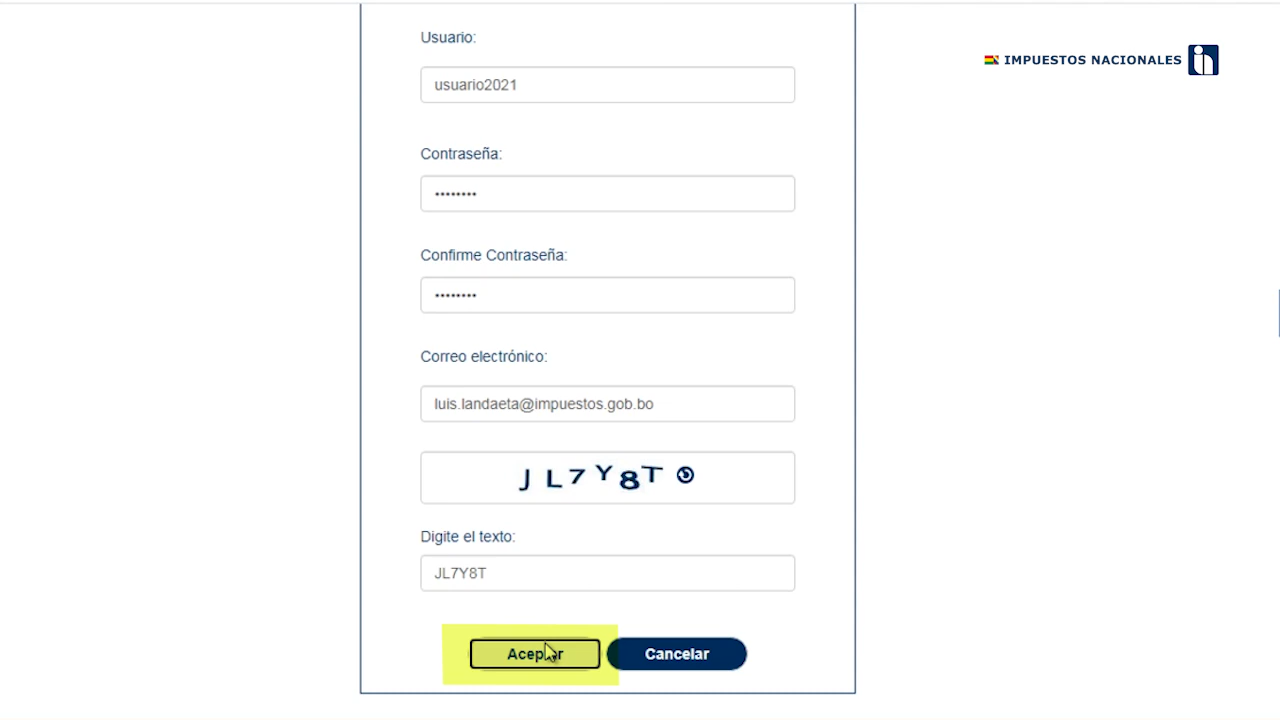 Usuario:
IMPUESTOS NACIONALES
usuario2021
Contraseña:
••••••••
Confirme Contraseña:
••••••••
Correo electrónico:
luis.landaeta@impuestos.gob.bo
JL7Y8T
Digite el texto:
JL7Y8T
Aceptar
Cancelar